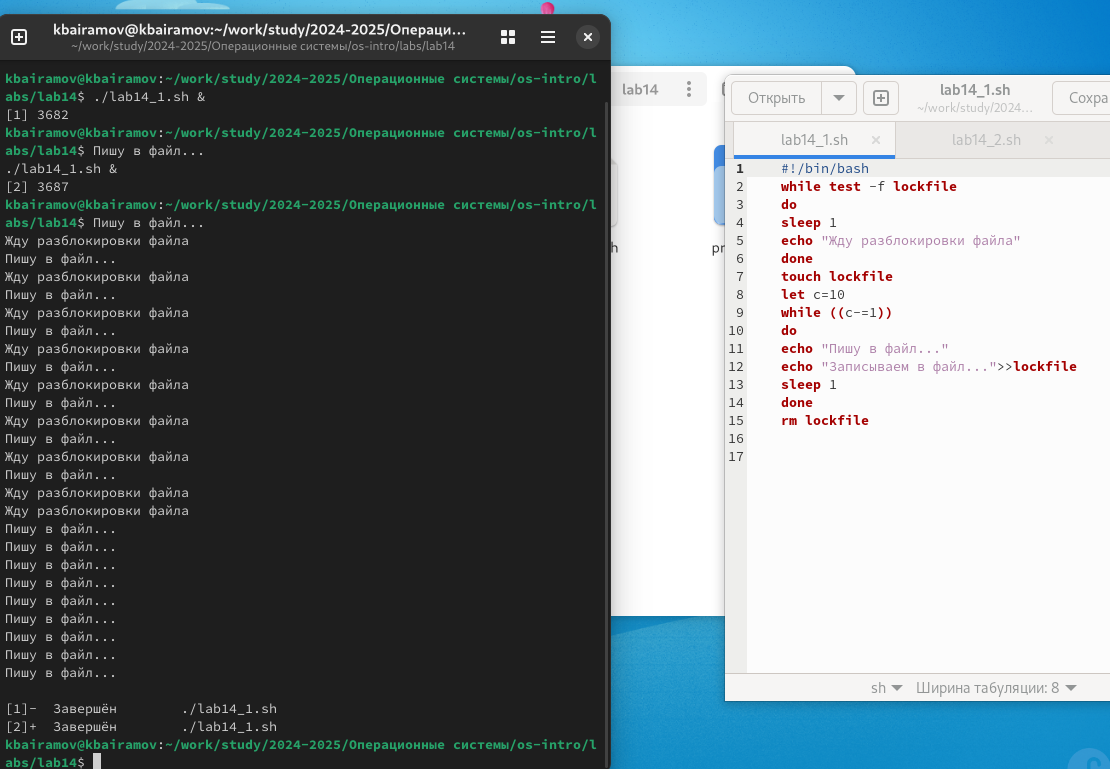 kbairamov@kbairamov:~/work/study/2024-2025/Операци...
~/work/study/2024-2025/Операционные системы/os-intro/labs/lab14
kbairamov@kbairamov:~/work/study/2024-2025/Операционные системы/os-intro/l
abs/lab14$ ./lab14_1.sh &
[1] 3682
kbairamov@kbairamov:~/work/study/2024-2025/Операционные системы/os-intro/l
abs/lab14$ Пишу в файл...
./lab14_1.sh &
[2] 3687
kbairamov@kbairamov:~/work/study/2024-2025/Операционные системы/os-intro/l
abs/lab14$ Пишу в файл...
Жду разблокировки файла
Пишу в файл...
Жду разблокировки файла
Пишу в файл...
Жду разблокировки файла
Пишу в файл...
Жду разблокировки файла
Пишу в файл...
Жду разблокировки файла
Пишу в файл...
Жду разблокировки файла
Пишу в файл...
Жду разблокировки файла
Пишу в файл...
Жду разблокировки файла
Жду разблокировки файла
Пишу в файл...
Пишу в файл...
Пишу в файл...
Пишу в файл...
Пишу в файл...
Пишу в файл...
Пишу в файл...
Пишу в файл...
Пишу в файл...
[1]-  Завершён        ./lab14_1.sh
[2]+  Завершён        ./lab14_1.sh
kbairamov@kbairamov:~/work/study/2024-2025/Операционные системы/os-intro/l
abs/lab14$
lab14
h
pr
Открыть
lab14_1.sh
~/work/study/2024...
Сохра
lab14_1.sh
lab14_2.sh
1 #!/bin/bash
2 while test -f lockfile
3 do
4 sleep 1
5 echo "Жду разблокировки файла"
6 done
7 touch lockfile
8 let c=10
9 while ((c-=1))
10 do
11 echo "Пишу в файл..."
12 echo "Записываем в файл...">>lockfile
13 sleep 1
14 done
15 rm lockfile
16
17
sh
Ширина табуляции: 8